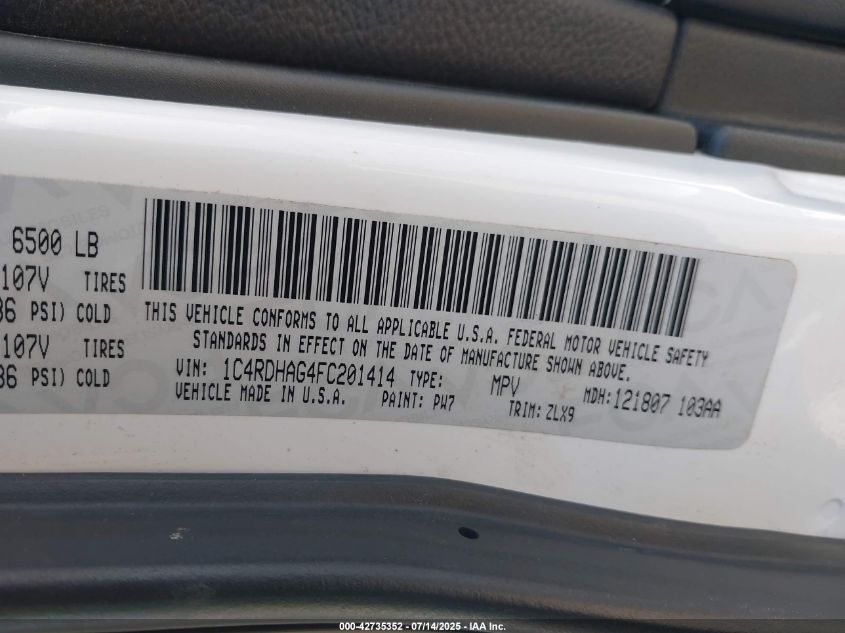 6500 LB
107V TIRES
36 PSI) COLD
107V TIRES
36 PSI) COLD
THIS VEHICLE CONFORMS TO ALL APPLICABLE U.S.A. FEDERAL MOTOR VEHICLE SAFETY
STANDARDS IN EFFECT ON THE DATE OF MANUFACTURE SHOWN ABOVE.
VIN: 1C4RDHAG4FC201414 TYPE: MPV MDH:121807 103AA
VEHICLE MADE IN U.S.A. PAINT: PW7 TRIM: ZLX9
000-42735352 - 07/14/2025 - IAA Inc.